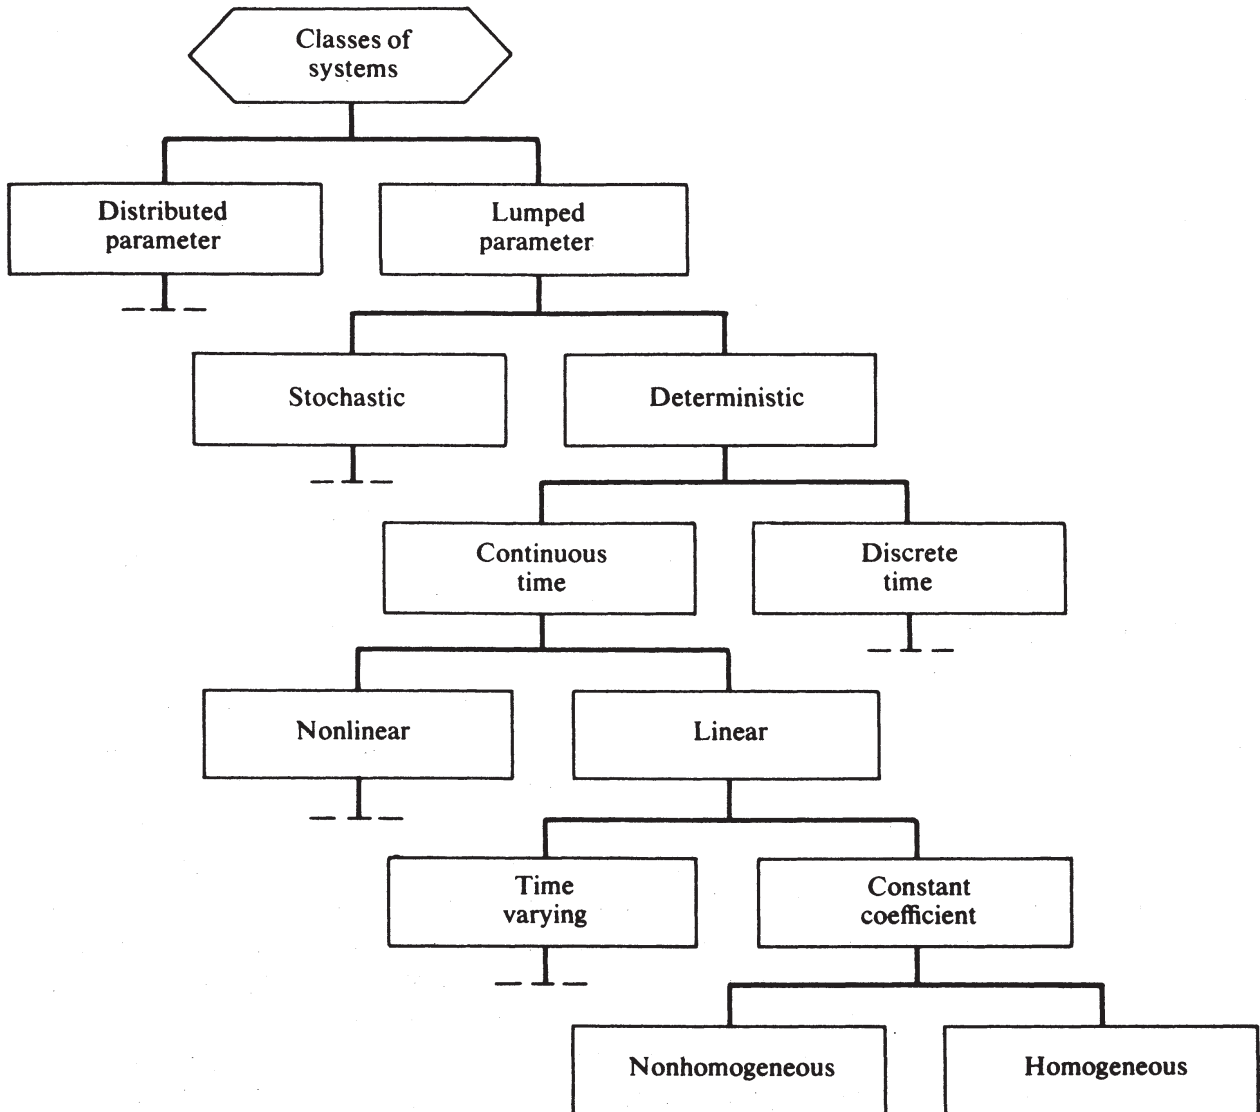 Classes of
systems
Distributed
parameter
Lumped
parameter
Stochastic
Deterministic
Continuous
time
Discrete
time
Nonlinear
Linear
Time
varying
Constant
coefficient
Nonhomogeneous
Homogeneous